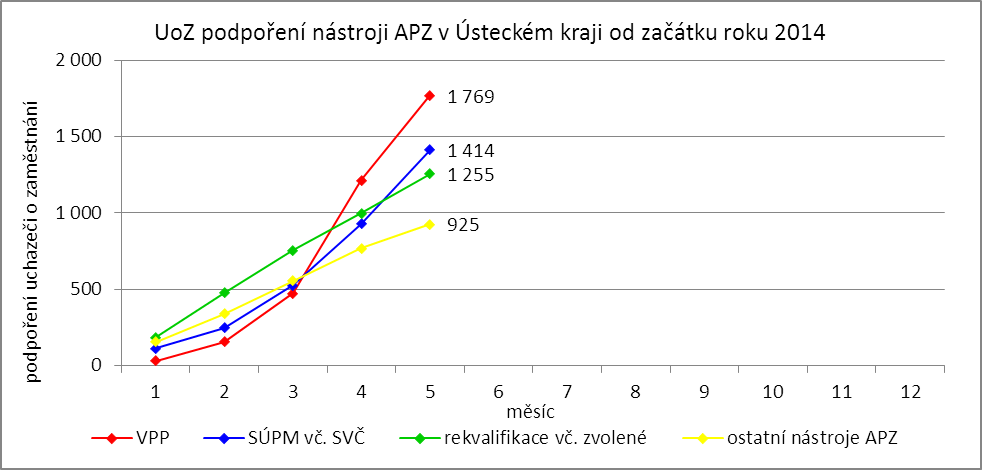 UoZ podpoření nástroji APZ v Ústeckém kraji od začátku roku 2014
podpoření uchazeči o zaměstnání
2 000
1 500
1 000
500
0
1 769
1 414
1 255
925
1 2 3 4 5 6 7 8 9 10 11 12
měsíc
VPP SÚPM vč. SVČ rekvalifikace vč. zvolené ostatní nástroje APZ